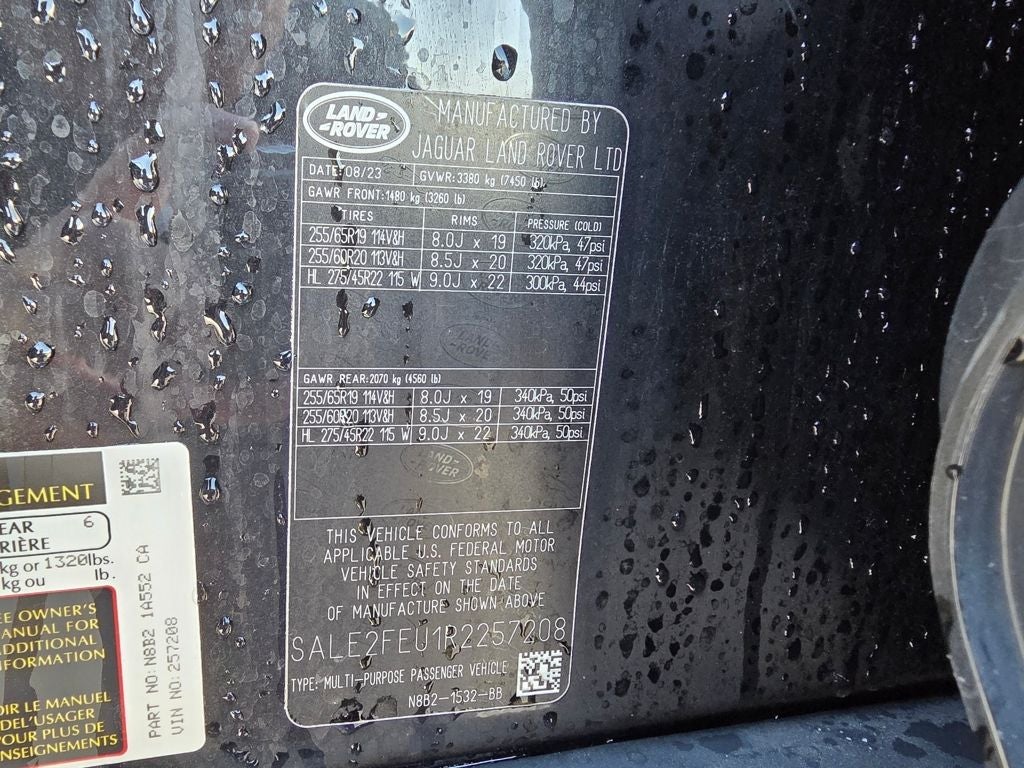 LAND-
-ROVER
MANUFACTURED BY
JAGUAR LAND ROVER LTD
DATE:08/23 GVWR:3380 kg (7450 lb)
GAWR FRONT:1480 kg (3260 lb)
TIRES RIMS PRESSURE (COLD)
255/65R19 114V&H 8.0J x 19 320kPa, 47psi
255/60R20 113V&H 8.5J x 20 320kPa, 47psi
HL 275/45R22 115 W 9.0J x 22 300kPa, 44psi
GAWR REAR:2070 kg (4560 lb)
255/65R19 114V&H 8.0J x 19 340kPa, 50psi
255/60R20 113V&H 8.5J x 20 340kPa, 50psi
HL 275/45R22 115 W 9.0J x 22 340kPa, 50psi
THIS VEHICLE CONFORMS TO ALL
APPLICABLE U.S. FEDERAL MOTOR
VEHICLE SAFETY STANDARDS
IN EFFECT ON THE DATE
OF MANUFACTURE SHOWN ABOVE
SALE2FEU1R2257208
TYPE: MULTI-PURPOSE PASSENGER VEHICLE
N8B2-1532-BB
GEMENT
EAR 6
RIÈRE
kg or 1320lbs.
kg ou lb.
EE OWNER'S
MANUAL FOR
ADDITIONAL
INFORMATION
OIR LE MANUEL
DEL'USAGER
POUR PLUS DE
ENSEIGNEMENTS
PART NO: N8B2 1A552 CA
VIN NO: 257208